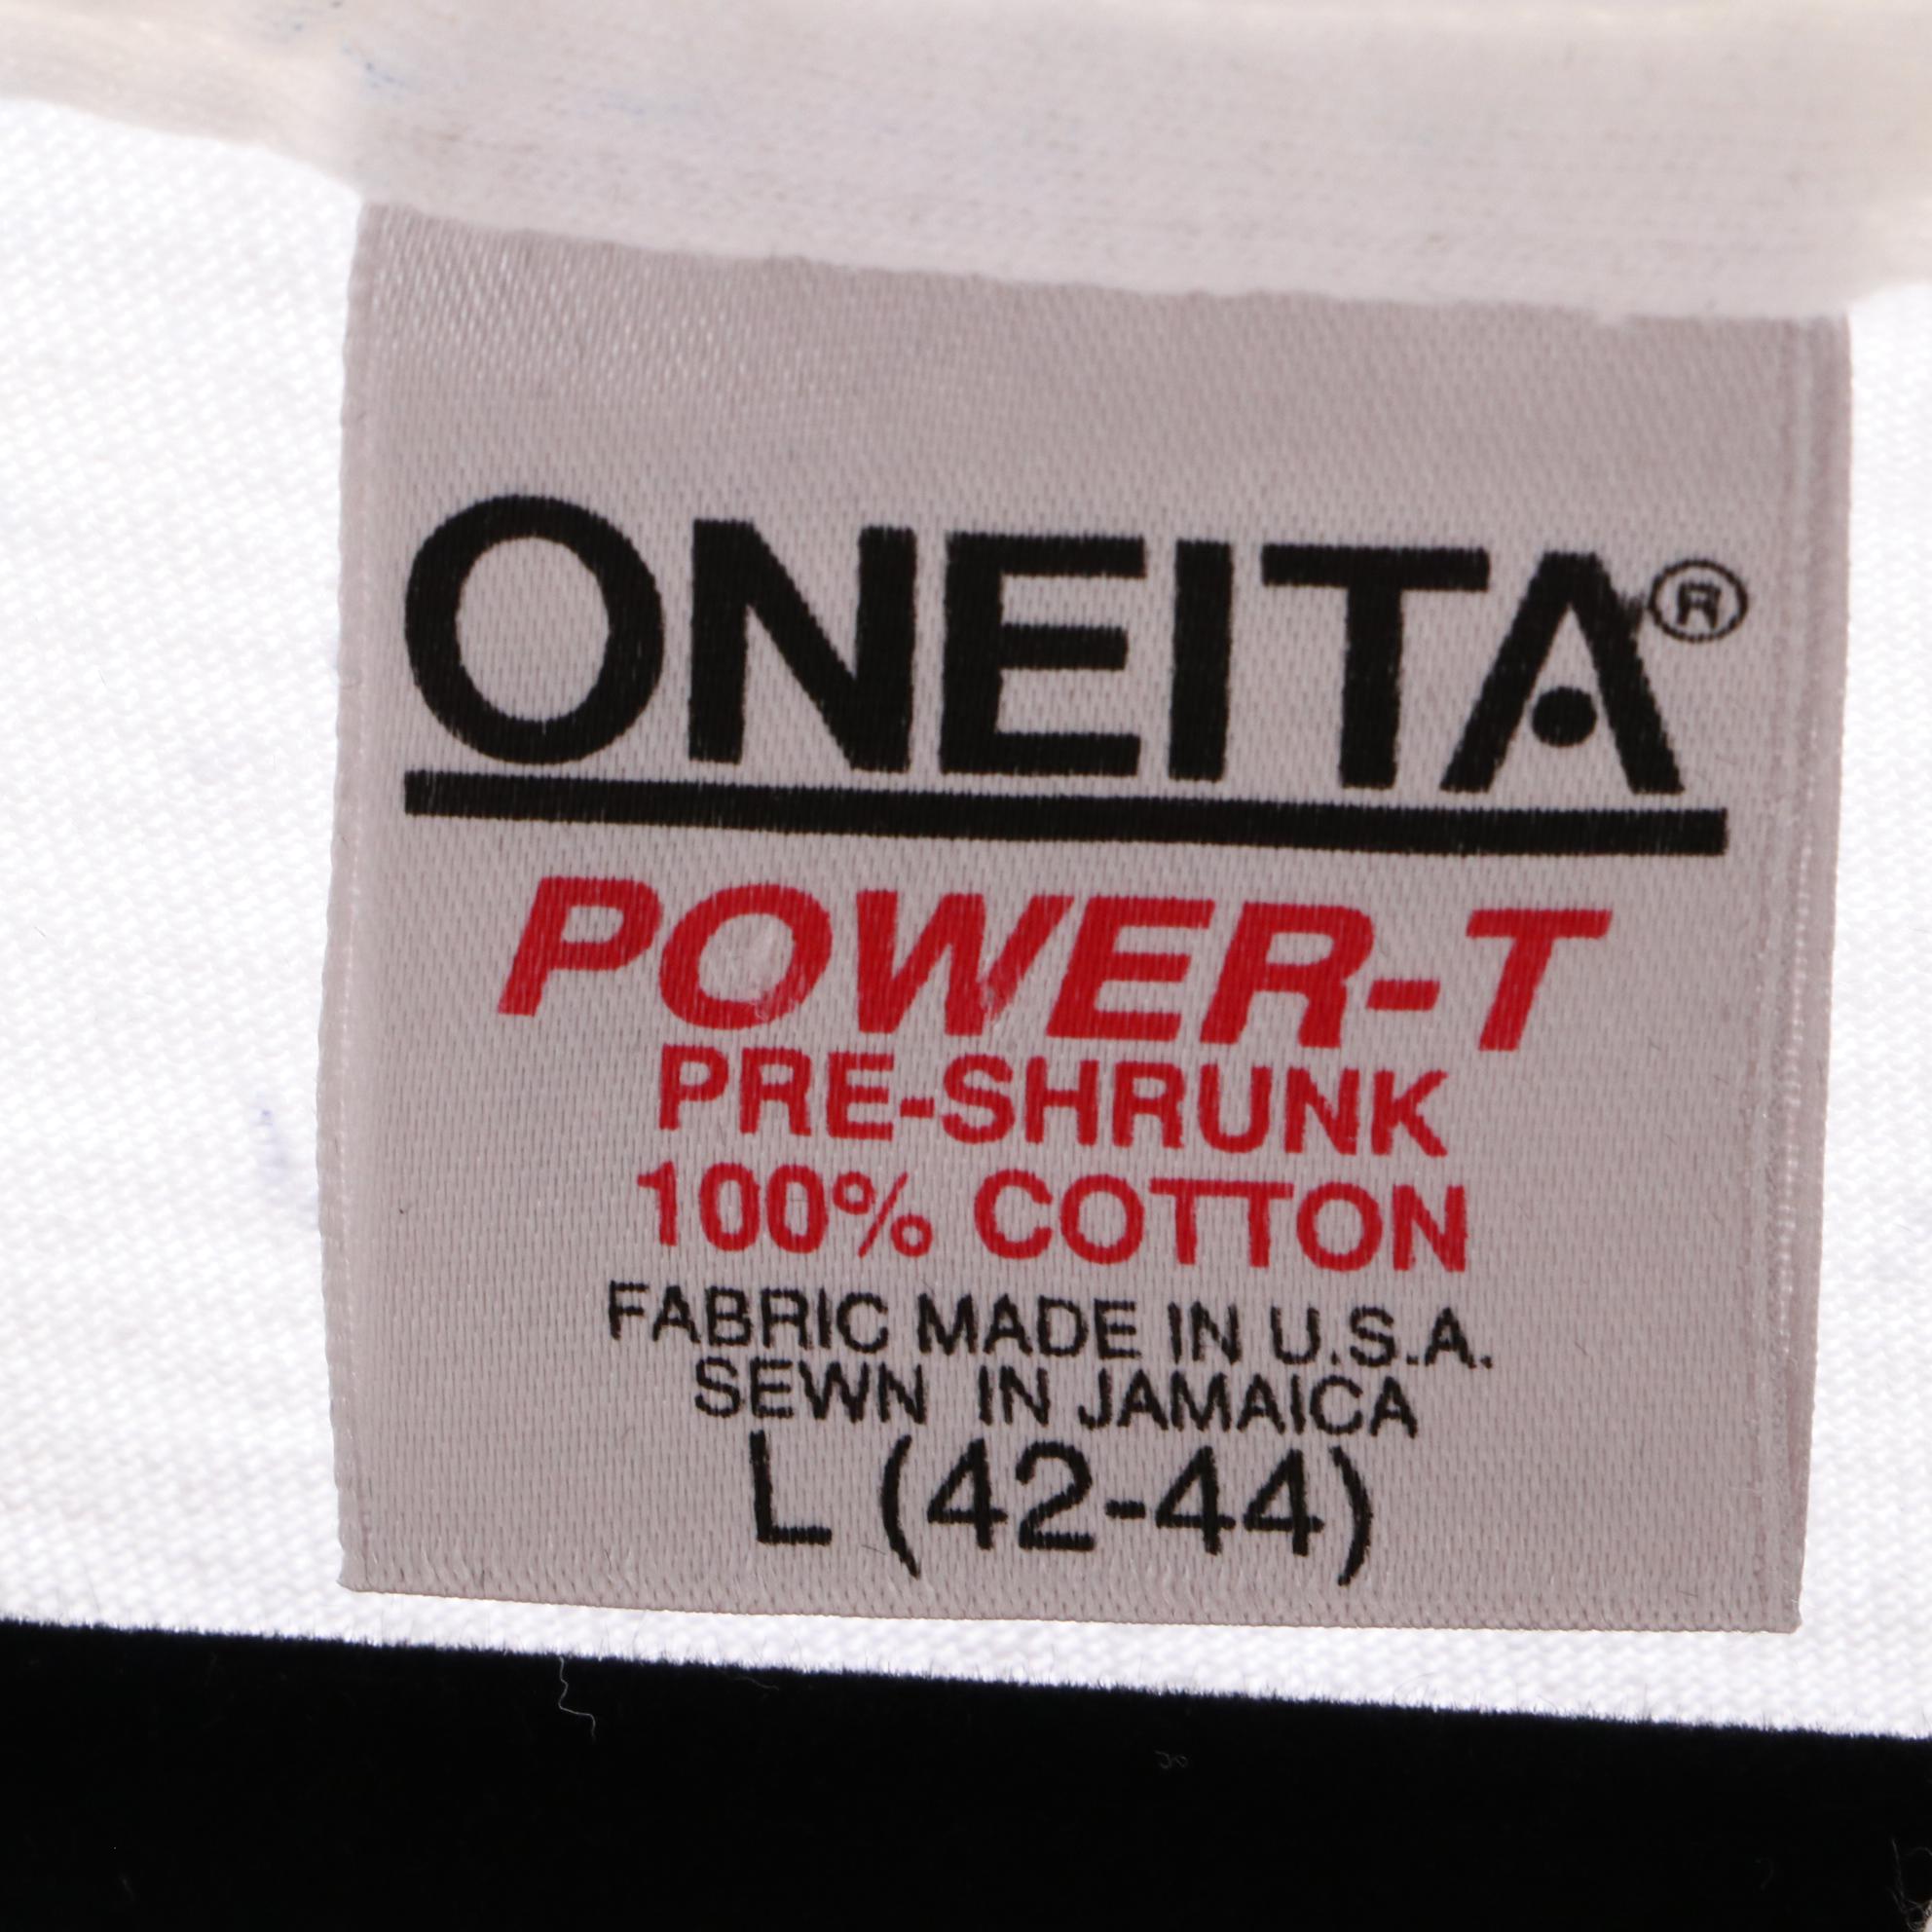 ONEITA®
POWER-T
PRE-SHRUNK
100% COTTON
FABRIC MADE IN U.S.A.
SEWN IN JAMAICA
L (42-44)